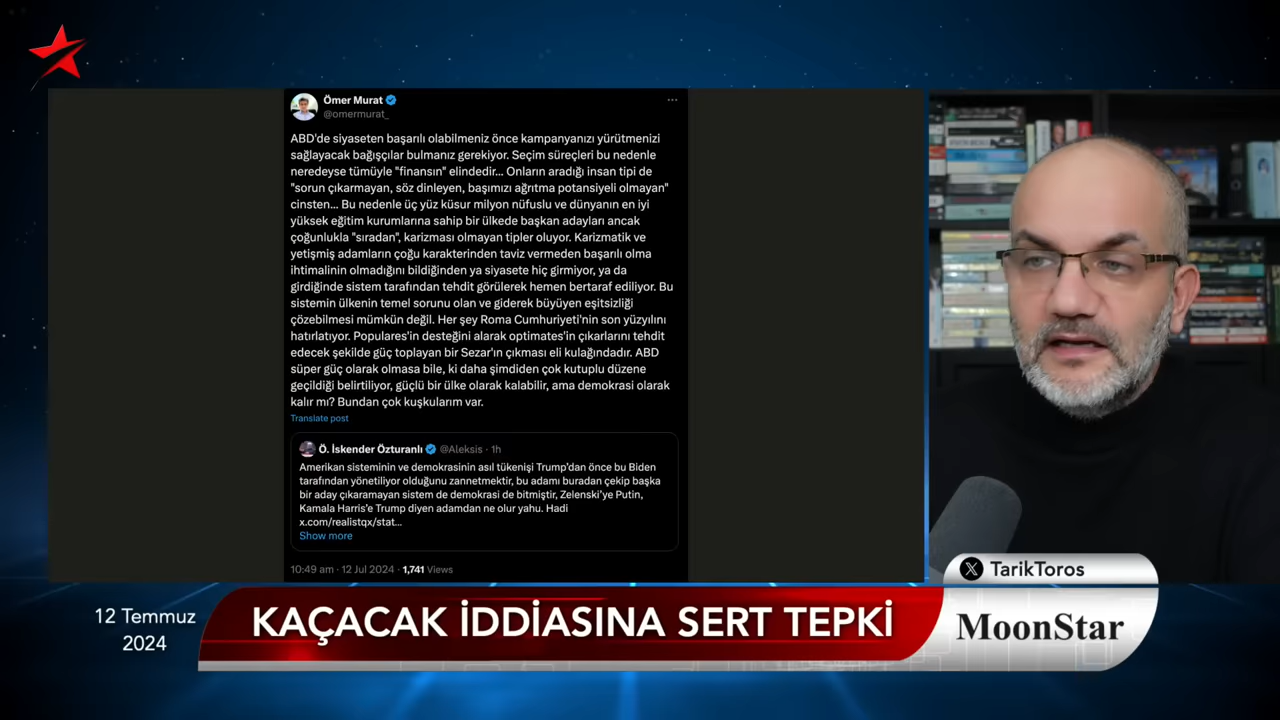 Ömer Murat
@omermurat_
ABD'de siyaseten başarılı olabilmeniz önce kampanyanızı yürütmenizi
sağlayacak bağışçılar bulmanız gerekiyor. Seçim süreçleri bu nedenle
neredeyse tümüyle "finansın" elindedir... Onların aradığı insan tipi de
"sorun çıkarmayan, söz dinleyen, başımızı ağrıtma potansiyeli olmayan"
cinsten... Bu nedenle üç yüz küsur milyon nüfuslu ve dünyanın en iyi
yüksek eğitim kurumlarına sahip bir ülkede başkan adayları ancak
çoğunlukla "sıradan", karizması olmayan tipler oluyor. Karizmatik ve
yetişmiş adamların çoğu karakterinden taviz vermeden başarılı olma
ihtimalinin olmadığını bildiğinden ya siyasete hiç girmiyor, ya da
girdiğinde sistem tarafından tehdit görülerek hemen bertaraf ediliyor. Bu
sistemin ülkenin temel sorunu olan ve giderek büyüyen eşitsizliği
çözebilmesi mümkün değil. Her şey Roma Cumhuriyeti'nin son yüzyılını
hatırlatıyor. Populares'in desteğini alarak optimates'in çıkarlarını tehdit
edecek şekilde güç toplayan bir Sezar'ın çıkması eli kulağındadır. ABD
süper güç olarak olmasa bile, ki daha şimdiden çok kutuplu düzene
geçildiği belirtiliyor, güçlü bir ülke olarak kalabilir, ama demokrasi olarak
kalır mı? Bundan çok kuşkularım var.
Translate post
Ö. İskender Özturanlı @Aleksis · 1h
Amerikan sisteminin ve demokrasinin asıl tükenişi Trump'dan önce bu Biden
tarafından yönetiliyor olduğunu zannetmektir, bu adamı buradan çekip başka
bir aday çıkaramayan sistem de demokrasi de bitmiştir, Zelenski'ye Putin,
Kamala Harris'e Trump diyen adamdan ne olur yahu. Hadi
x.com/realistqx/stat...
Show more
10:49 am · 12 Jul 2024 · 1,741 Views
TarikToros
12 Temmuz
2024
KAÇACAK İDDİASINA SERT TEPKİ
MoonStar